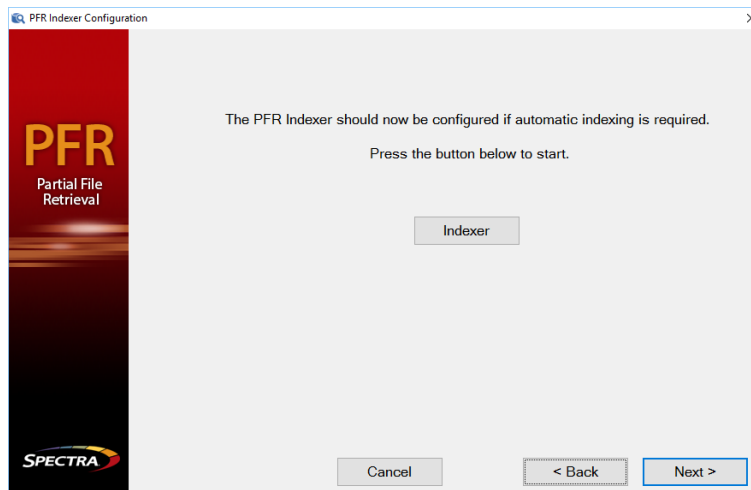 PFR Indexer Configuration
PFR
Partial File
Retrieval
The PFR Indexer should now be configured if automatic indexing is required.
Press the button below to start.
Indexer
SPECTRA
Cancel
< Back
Next >